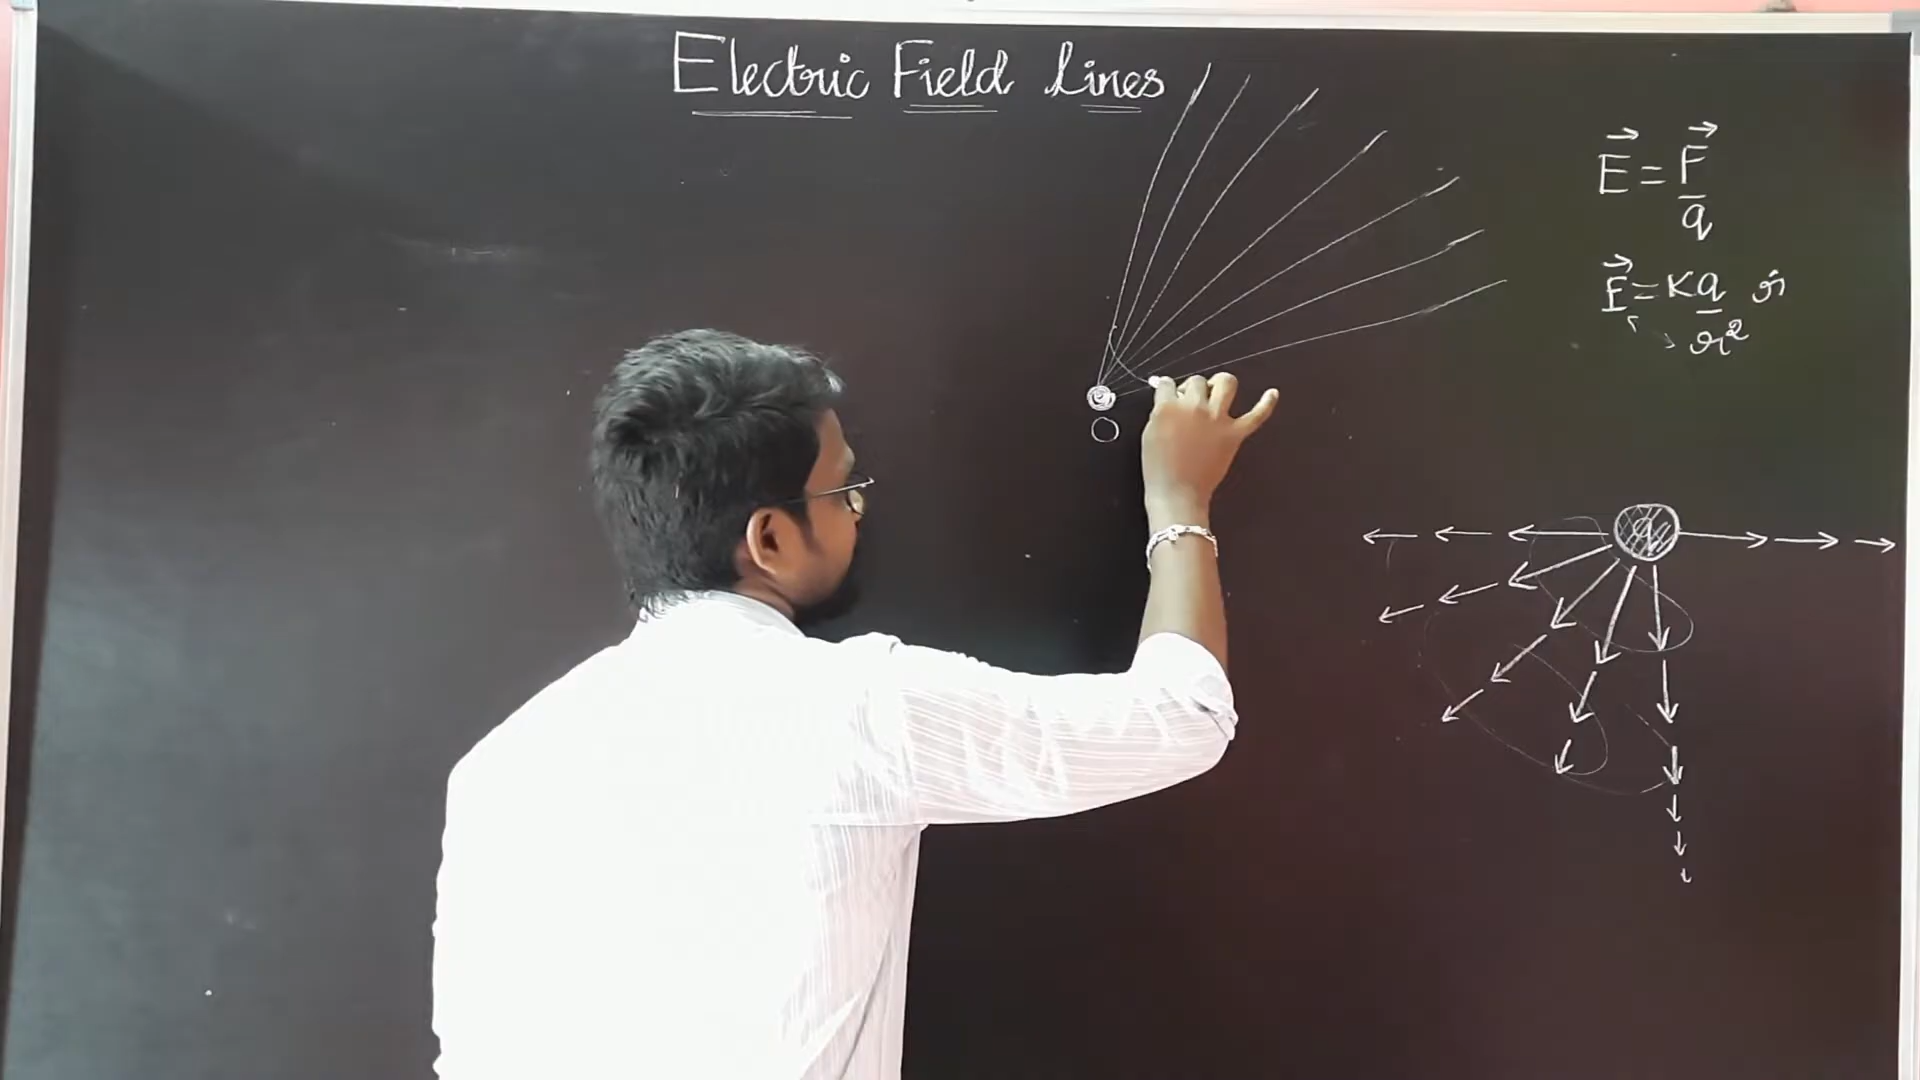 Electric Field Lines
E⃗ = F⃗/q
E⃗ = Kq/r² r̂
q